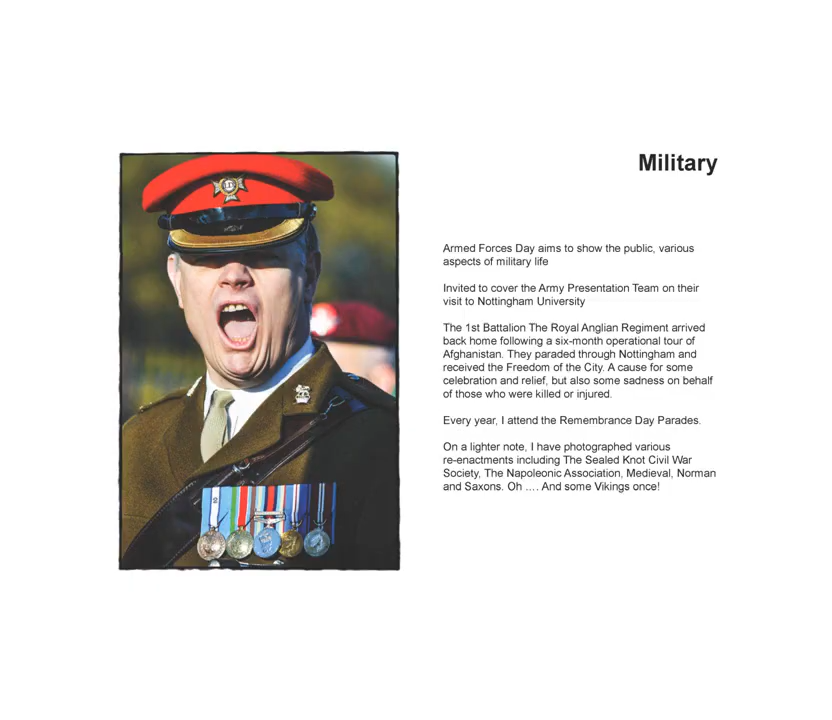 Military
Armed Forces Day aims to show the public, various
aspects of military life
Invited to cover the Army Presentation Team on their
visit to Nottingham University
The 1st Battalion The Royal Anglian Regiment arrived
back home following a six-month operational tour of
Afghanistan. They paraded through Nottingham and
received the Freedom of the City. A cause for some
celebration and relief, but also some sadness on behalf
of those who were killed or injured.
Every year, I attend the Remembrance Day Parades.
On a lighter note, I have photographed various
re-enactments including The Sealed Knot Civil War
Society, The Napoleonic Association, Medieval, Norman
and Saxons. Oh .... And some Vikings once!